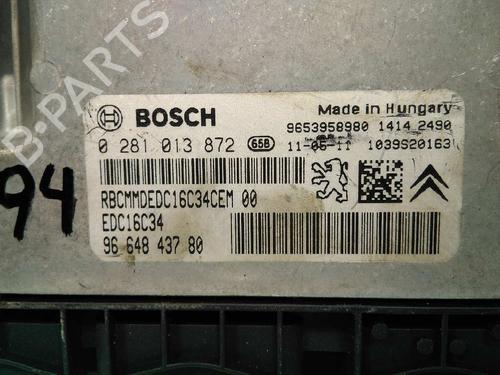 B-PARTS
BOSCH
Made in Hungary
9653958980 1414 2490
0 281 013 872 658 11-05-11 1039S20163
RBCMMDEDC16C34CEM 00
EDC16C34
96 648 437 80
94